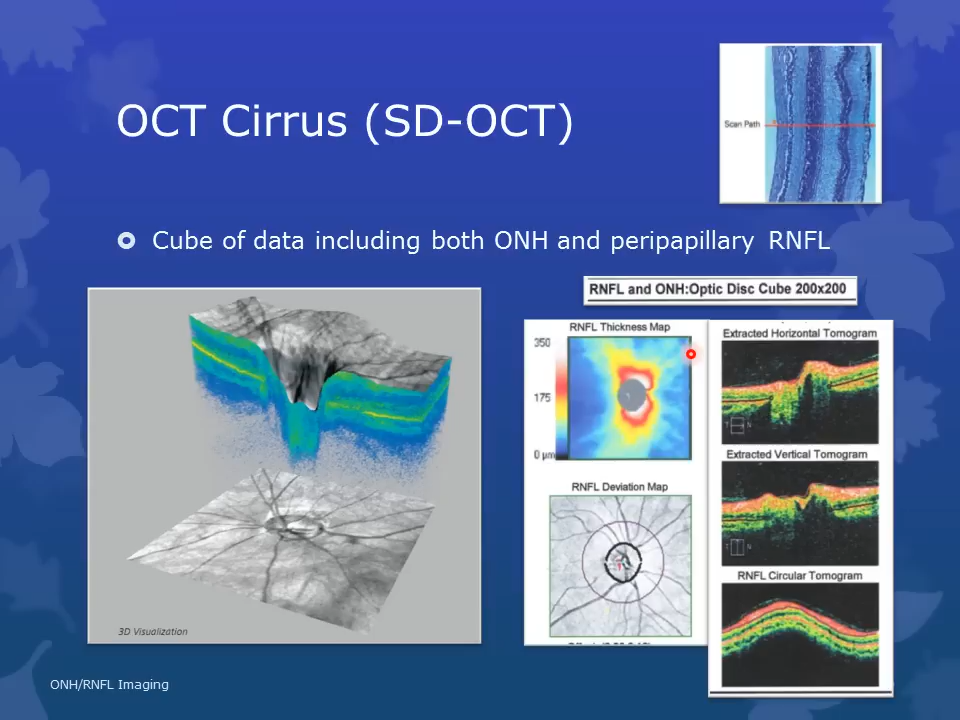 OCT Cirrus (SD-OCT)
Scan Path
Cube of data including both ONH and peripapillary RNFL
RNFL and ONH:Optic Disc Cube 200x200
RNFL Thickness Map
350
175
0 µm
RNFL Deviation Map
Extracted Horizontal Tomogram
T N
Extracted Vertical Tomogram
T N
RNFL Circular Tomogram
3D Visualization
ONH/RNFL Imaging